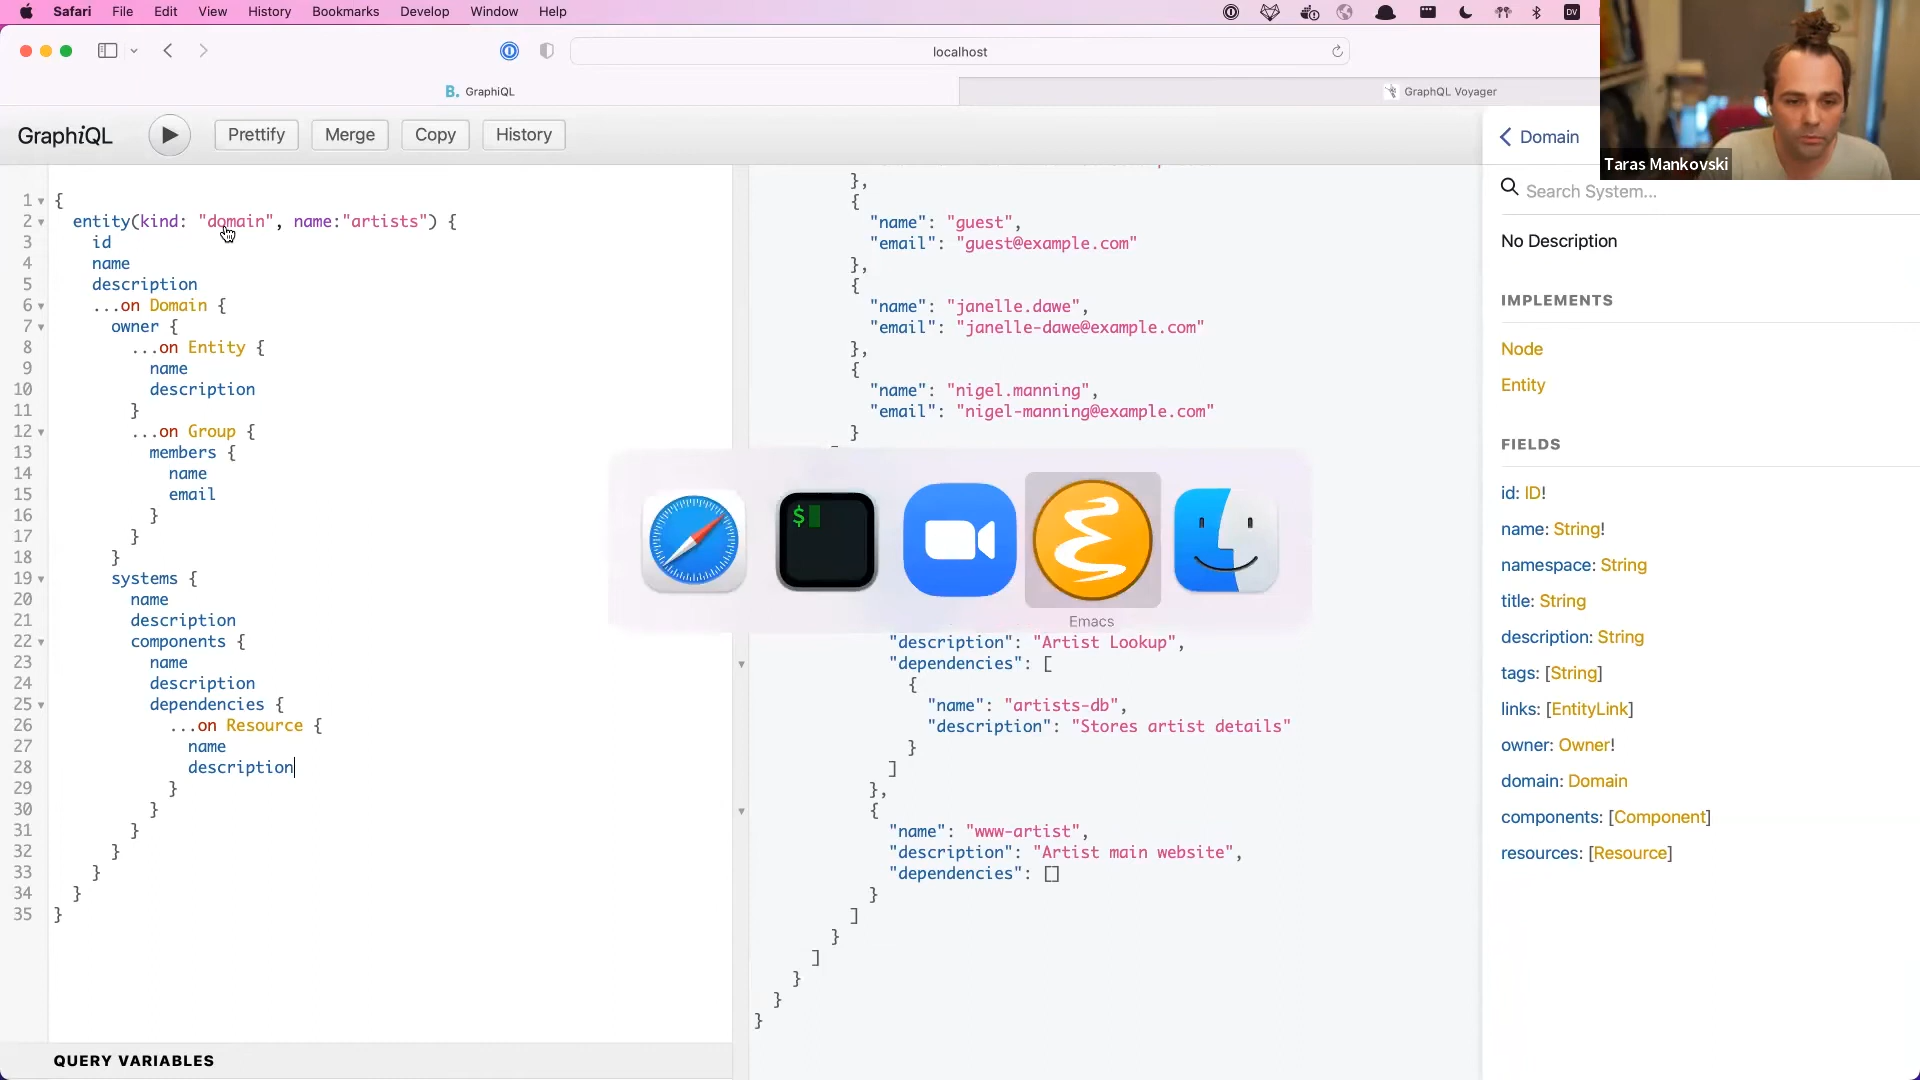 Safari File Edit View History Bookmarks Develop Window Help
DV
localhost
B. GraphiQL
GraphQL Voyager
GraphiQL
Prettify
Merge
Copy
History
1 {
2 entity(kind: "domain", name:"artists") {
3 id
4 name
5 description
6 ...on Domain {
7 owner {
8 ...on Entity {
9 name
10 description
11 }
12 ...on Group {
13 members {
14 name
15 email
16 }
17 }
18 }
19 systems {
20 name
21 description
22 components {
23 name
24 description
25 dependencies {
26 ...on Resource {
27 name
28 description
29 }
30 }
31 }
32 }
33 }
34 }
35 }
QUERY VARIABLES
},
{
"name": "guest",
"email": "guest@example.com"
},
{
"name": "janelle.dawe",
"email": "janelle-dawe@example.com"
},
{
"name": "nigel.manning",
"email": "nigel-manning@example.com"
}
$
Emacs
"description": "Artist Lookup",
"dependencies": [
{
"name": "artists-db",
"description": "Stores artist details"
}
]
},
{
"name": "www-artist",
"description": "Artist main website",
"dependencies": []
}
]
}
]
}
}
}
Domain
Taras Mankovski
Search System...
No Description
IMPLEMENTS
Node
Entity
FIELDS
id: ID!
name: String!
namespace: String
title: String
description: String
tags: [String]
links: [EntityLink]
owner: Owner!
domain: Domain
components: [Component]
resources: [Resource]